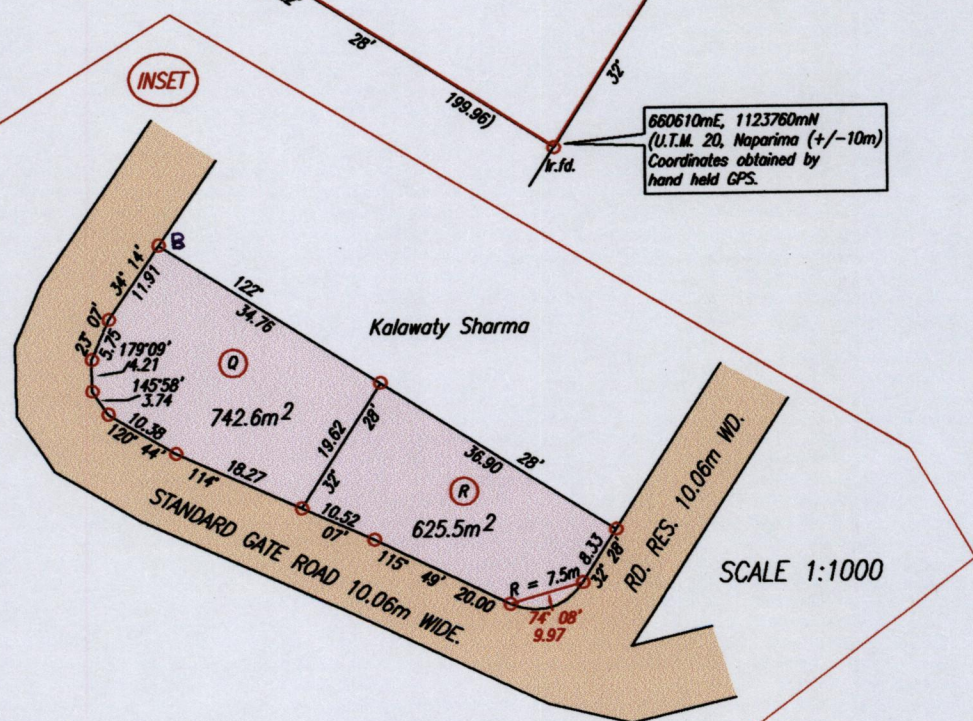 28'
199.96)
32'
INSET
660610mE, 1123760mN
(U.T.M. 20, Naparima (+/-10m)
Coordinates obtained by
hand held GPS.
Ir.fd.
B
34° 14'
11.91
122°
34.76
Kalawaty Sharma
23° 07'
5.75
179°09'
4.21
145°58'
3.74
Q
742.6m2
10.38
120° 44'
18.27
114°
19.62
28'
32°
36.90
28'
R
625.5m2
10.52
07'
115° 49'
20.00
R = 7.5m
8.33
32° 28'
74° 08'
9.97
STANDARD GATE ROAD 10.06m WIDE.
RD. RES. 10.06m WD.
SCALE 1:1000